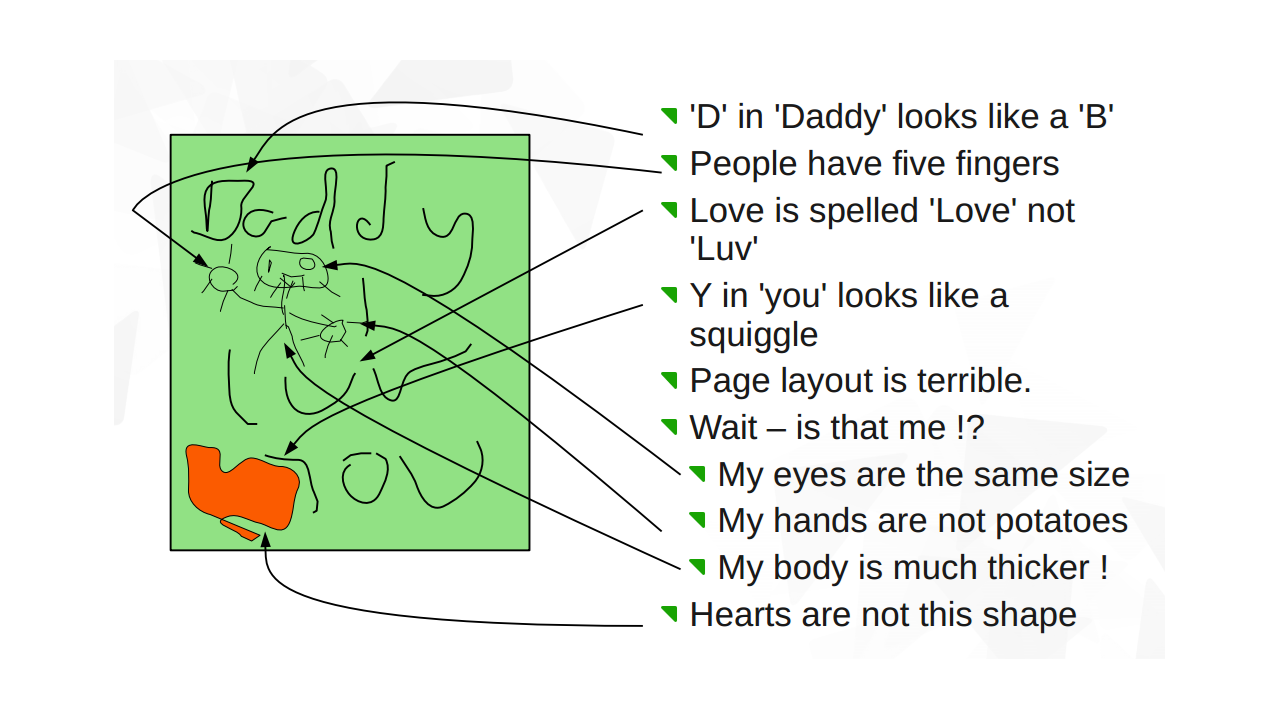 Daddy
I
Luv
you
'D' in 'Daddy' looks like a 'B'
People have five fingers
Love is spelled 'Love' not
'Luv'
Y in 'you' looks like a
squiggle
Page layout is terrible.
Wait – is that me !?
My eyes are the same size
My hands are not potatoes
My body is much thicker !
Hearts are not this shape